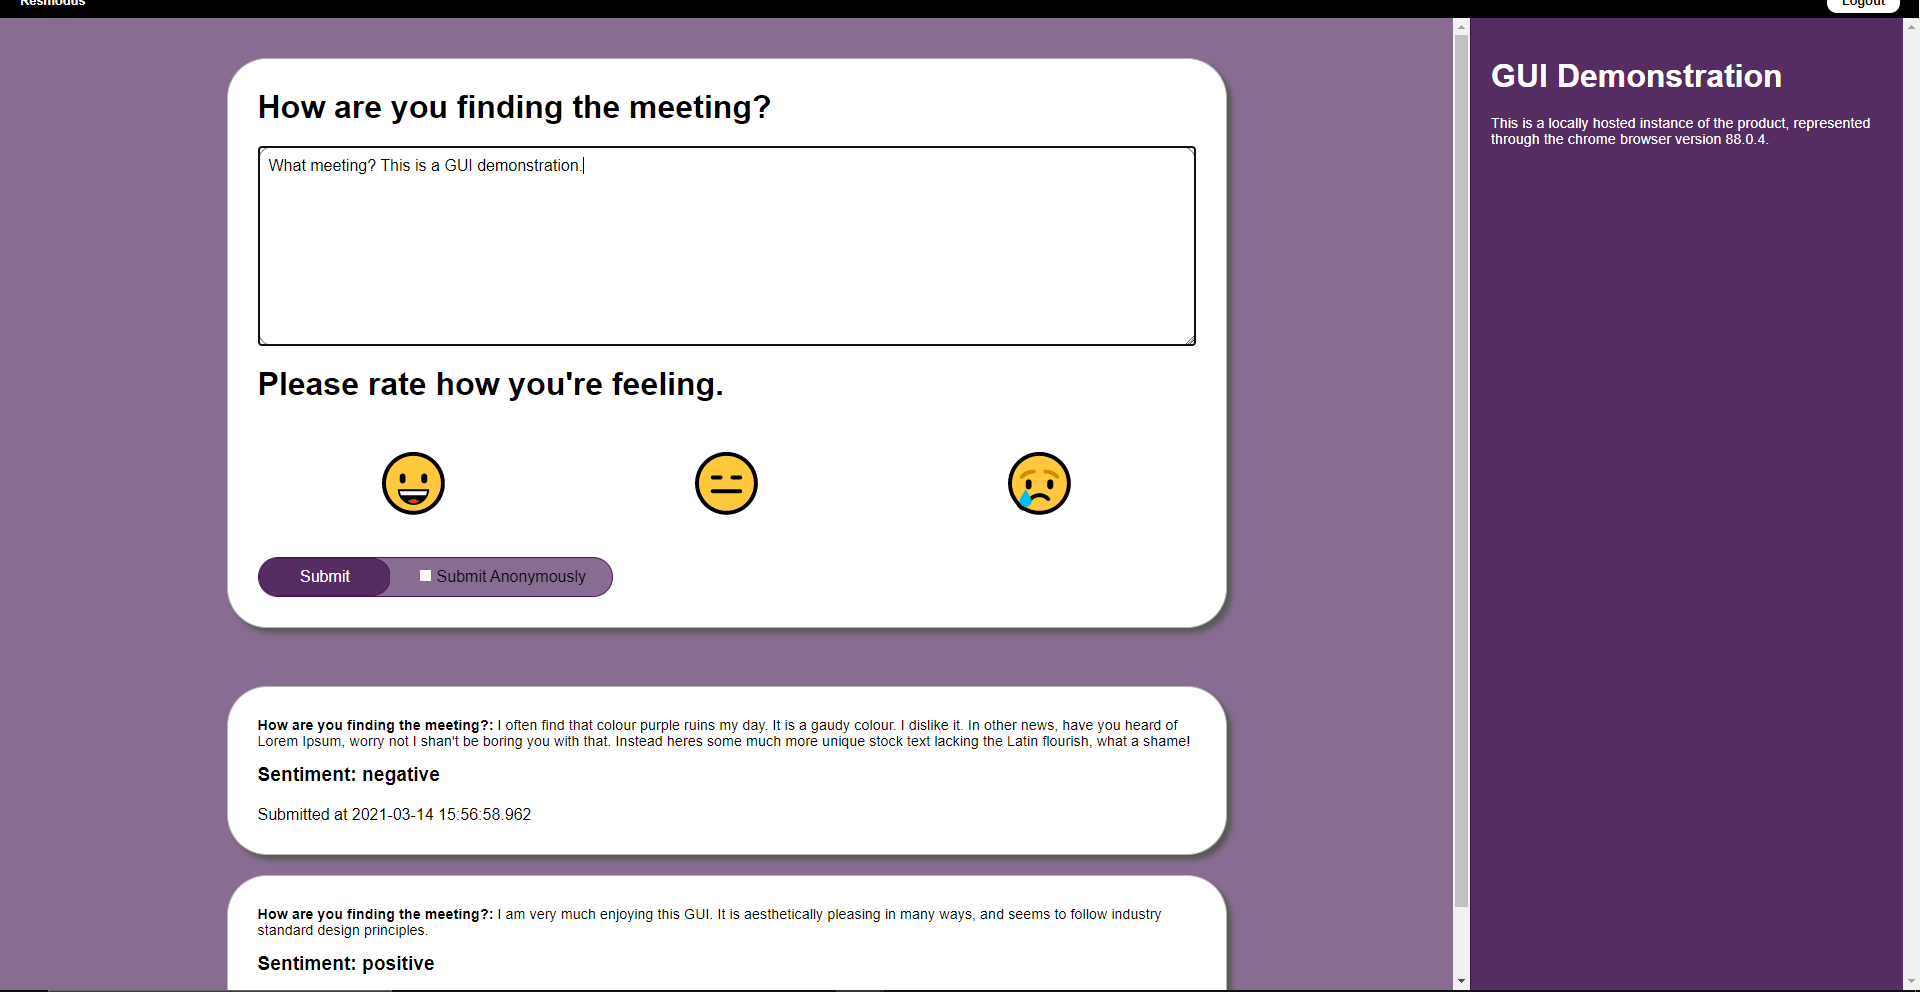 Resmodus
Logout
How are you finding the meeting?
What meeting? This is a GUI demonstration.
Please rate how you're feeling.
Submit
Submit Anonymously
How are you finding the meeting?: I often find that colour purple ruins my day. It is a gaudy colour. I dislike it. In other news, have you heard of
Lorem Ipsum, worry not I shan't be boring you with that. Instead heres some much more unique stock text lacking the Latin flourish, what a shame!
Sentiment: negative
Submitted at 2021-03-14 15:56:58.962
How are you finding the meeting?: I am very much enjoying this GUI. It is aesthetically pleasing in many ways, and seems to follow industry
standard design principles.
Sentiment: positive
GUI Demonstration
This is a locally hosted instance of the product, represented
through the chrome browser version 88.0.4.